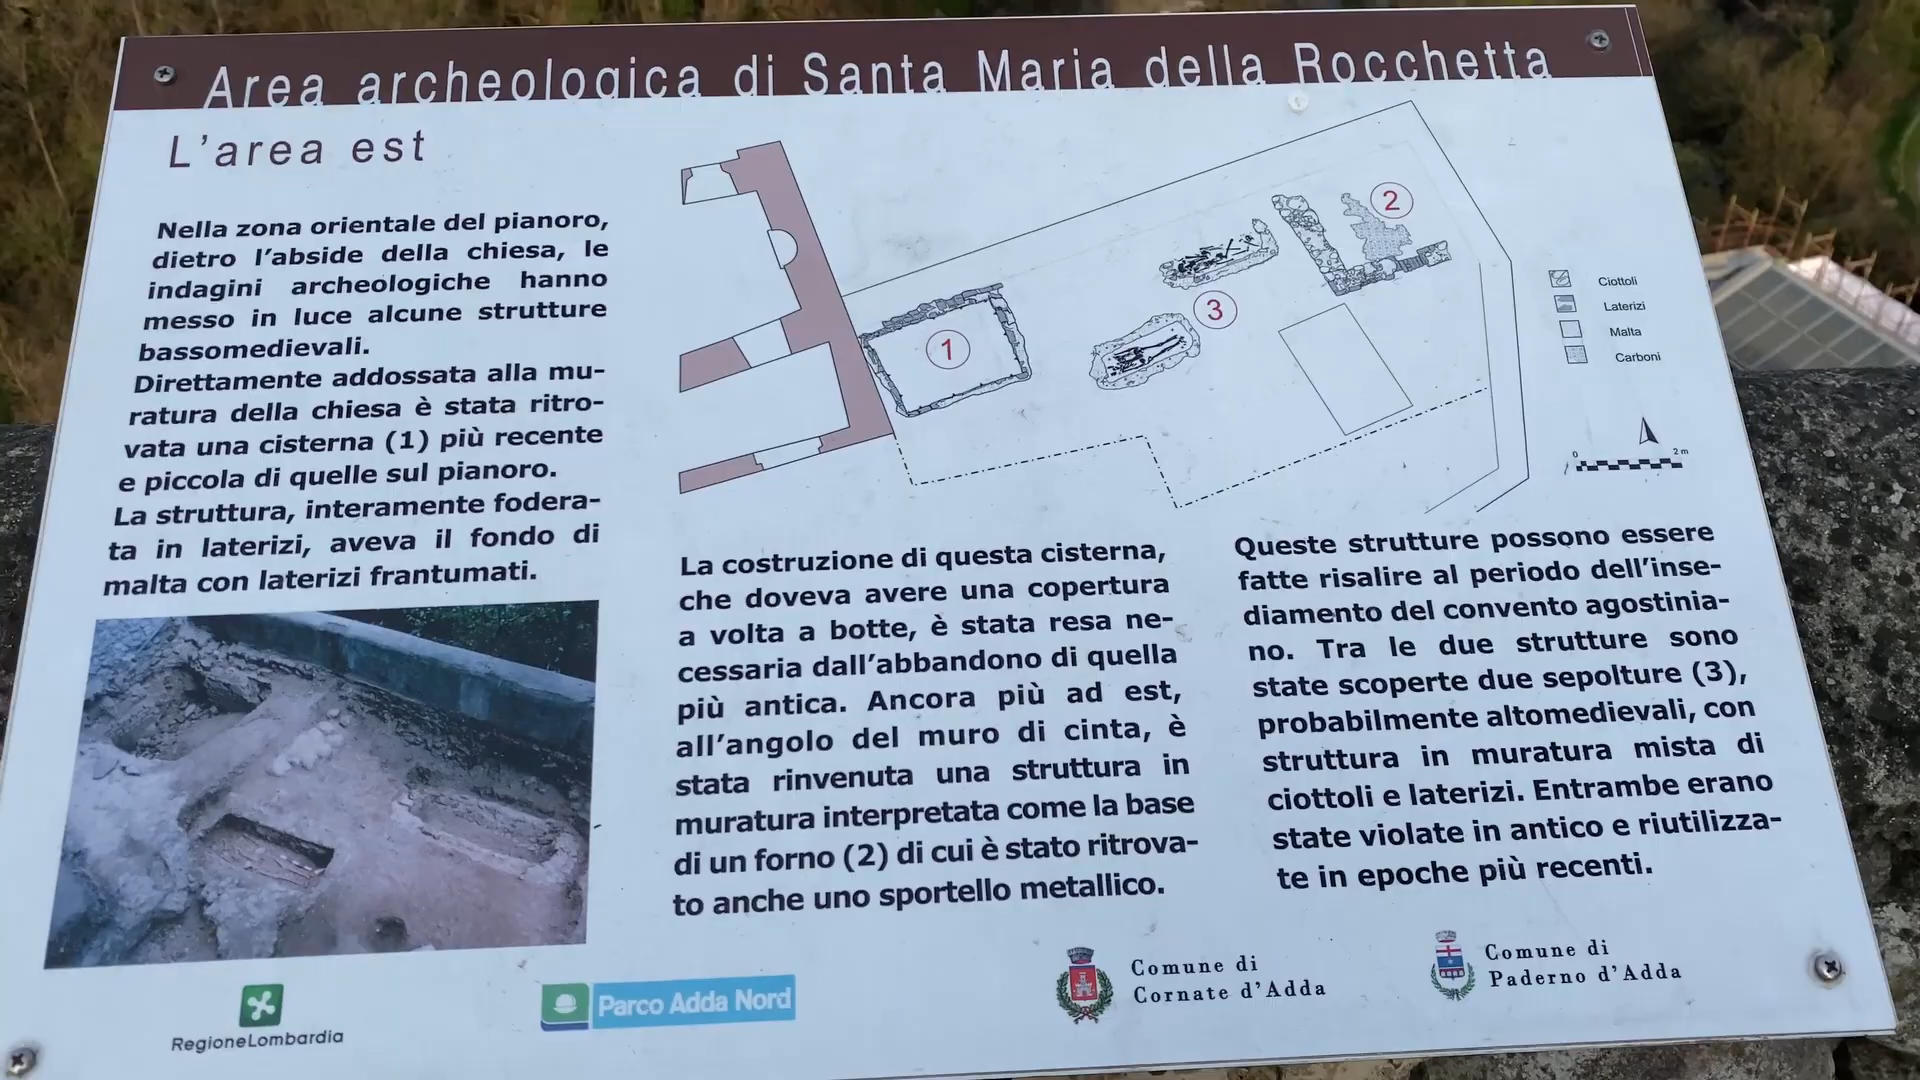 Area archeologica di Santa Maria della Rocchetta
L'area est
Nella zona orientale del pianoro,
dietro l'abside della chiesa, le
indagini archeologiche hanno
messo in luce alcune strutture
bassomedievali.
Direttamente addossata alla mu-
ratura della chiesa è stata ritro-
vata una cisterna (1) più recente
e piccola di quelle sul pianoro.
La struttura, interamente fodera-
ta in laterizi, aveva il fondo di
malta con laterizi frantumati.
1
2
3
Ciottoli
Laterizi
Malta
Carboni
0 2 m
La costruzione di questa cisterna,
che doveva avere una copertura
a volta a botte, è stata resa ne-
cessaria dall'abbandono di quella
più antica. Ancora più ad est,
all'angolo del muro di cinta, è
stata rinvenuta una struttura in
muratura interpretata come la base
di un forno (2) di cui è stato ritrova-
to anche uno sportello metallico.
Queste strutture possono essere
fatte risalire al periodo dell'inse-
diamento del convento agostinia-
no. Tra le due strutture sono
state scoperte due sepolture (3),
probabilmente altomedievali, con
struttura in muratura mista di
ciottoli e laterizi. Entrambe erano
state violate in antico e riutilizza-
te in epoche più recenti.
RegioneLombardia
Parco Adda Nord
Comune di
Cornate d'Adda
Comune di
Paderno d'Adda